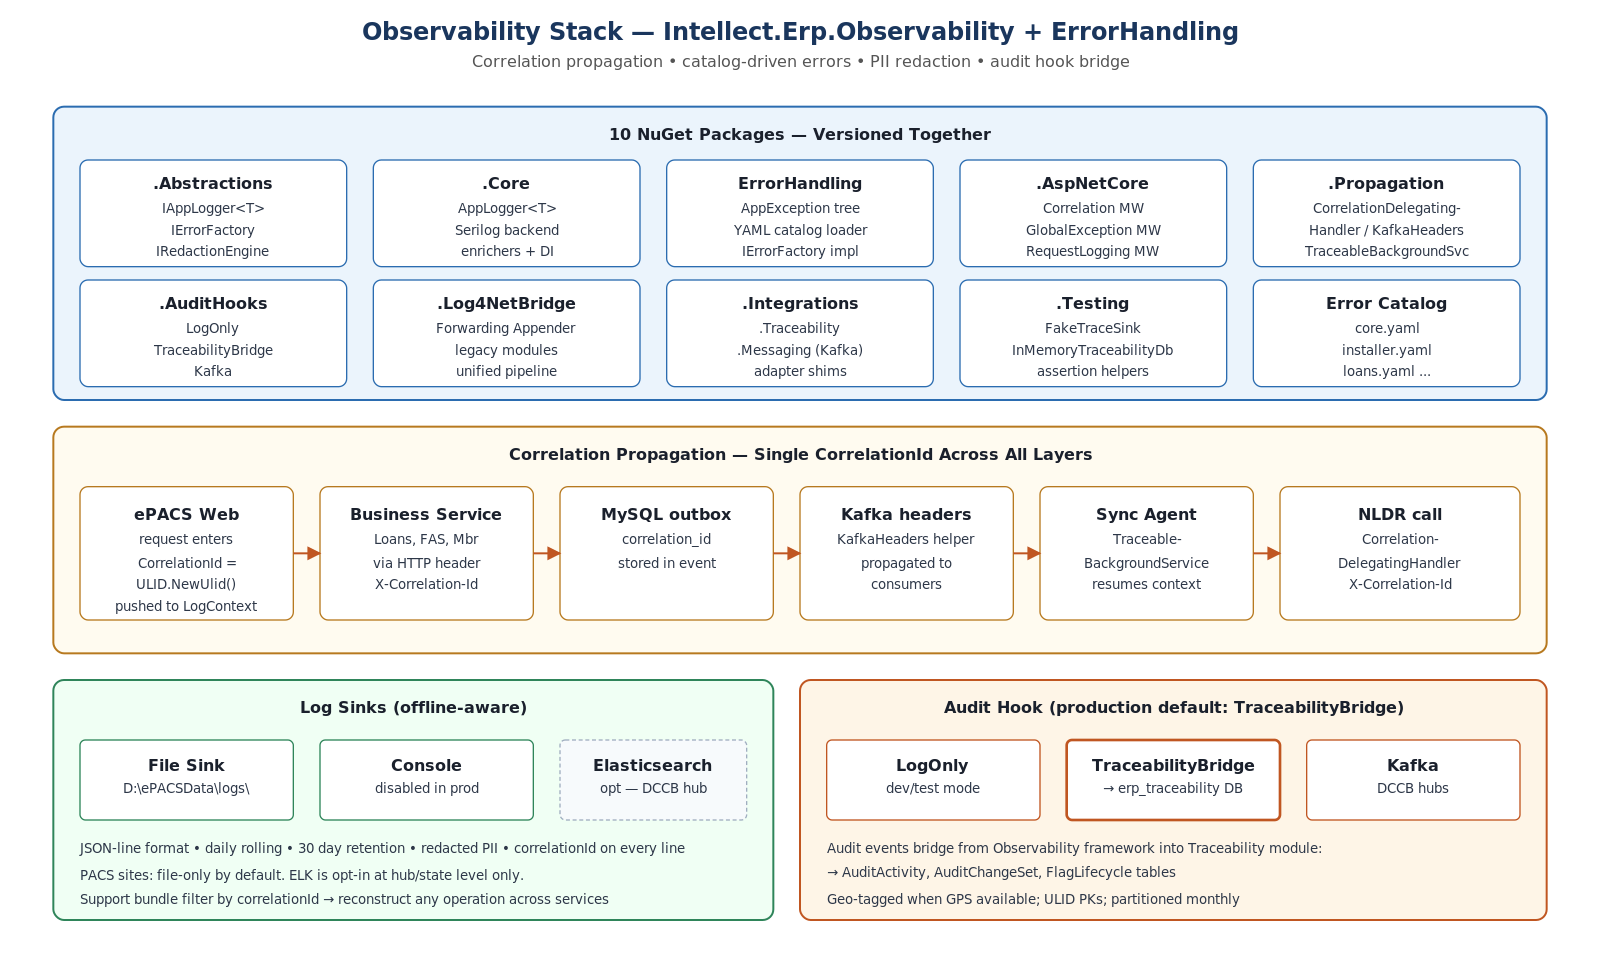 Observability Stack — Intellect.Erp.Observability + ErrorHandling
Correlation propagation • catalog-driven errors • PII redaction • audit hook bridge
10 NuGet Packages — Versioned Together
.Abstractions
IAppLogger<T>
IErrorFactory
IRedactionEngine
.Core
AppLogger<T>
Serilog backend
enrichers + DI
ErrorHandling
AppException tree
YAML catalog loader
IErrorFactory impl
.AspNetCore
Correlation MW
GlobalException MW
RequestLogging MW
.Propagation
CorrelationDelegating-
Handler / KafkaHeaders
TraceableBackgroundSvc
.AuditHooks
LogOnly
TraceabilityBridge
Kafka
.Log4NetBridge
Forwarding Appender
legacy modules
unified pipeline
.Integrations
.Traceability
.Messaging (Kafka)
adapter shims
.Testing
FakeTraceSink
InMemoryTraceabilityDb
assertion helpers
Error Catalog
core.yaml
installer.yaml
loans.yaml ...
Correlation Propagation — Single CorrelationId Across All Layers
ePACS Web
request enters
CorrelationId =
ULID.NewUlid()
pushed to LogContext
Business Service
Loans, FAS, Mbr
via HTTP header
X-Correlation-Id
MySQL outbox
correlation_id
stored in event
Kafka headers
KafkaHeaders helper
propagated to
consumers
Sync Agent
Traceable-
BackgroundService
resumes context
NLDR call
Correlation-
DelegatingHandler
X-Correlation-Id
Log Sinks (offline-aware)
File Sink
D:\ePACSData\logs\
Console
disabled in prod
Elasticsearch
opt — DCCB hub
JSON-line format • daily rolling • 30 day retention • redacted PII • correlationId on every line
PACS sites: file-only by default. ELK is opt-in at hub/state level only.
Support bundle filter by correlationId → reconstruct any operation across services
Audit Hook (production default: TraceabilityBridge)
LogOnly
dev/test mode
TraceabilityBridge
→ erp_traceability DB
Kafka
DCCB hubs
Audit events bridge from Observability framework into Traceability module:
→ AuditActivity, AuditChangeSet, FlagLifecycle tables
Geo-tagged when GPS available; ULID PKs; partitioned monthly